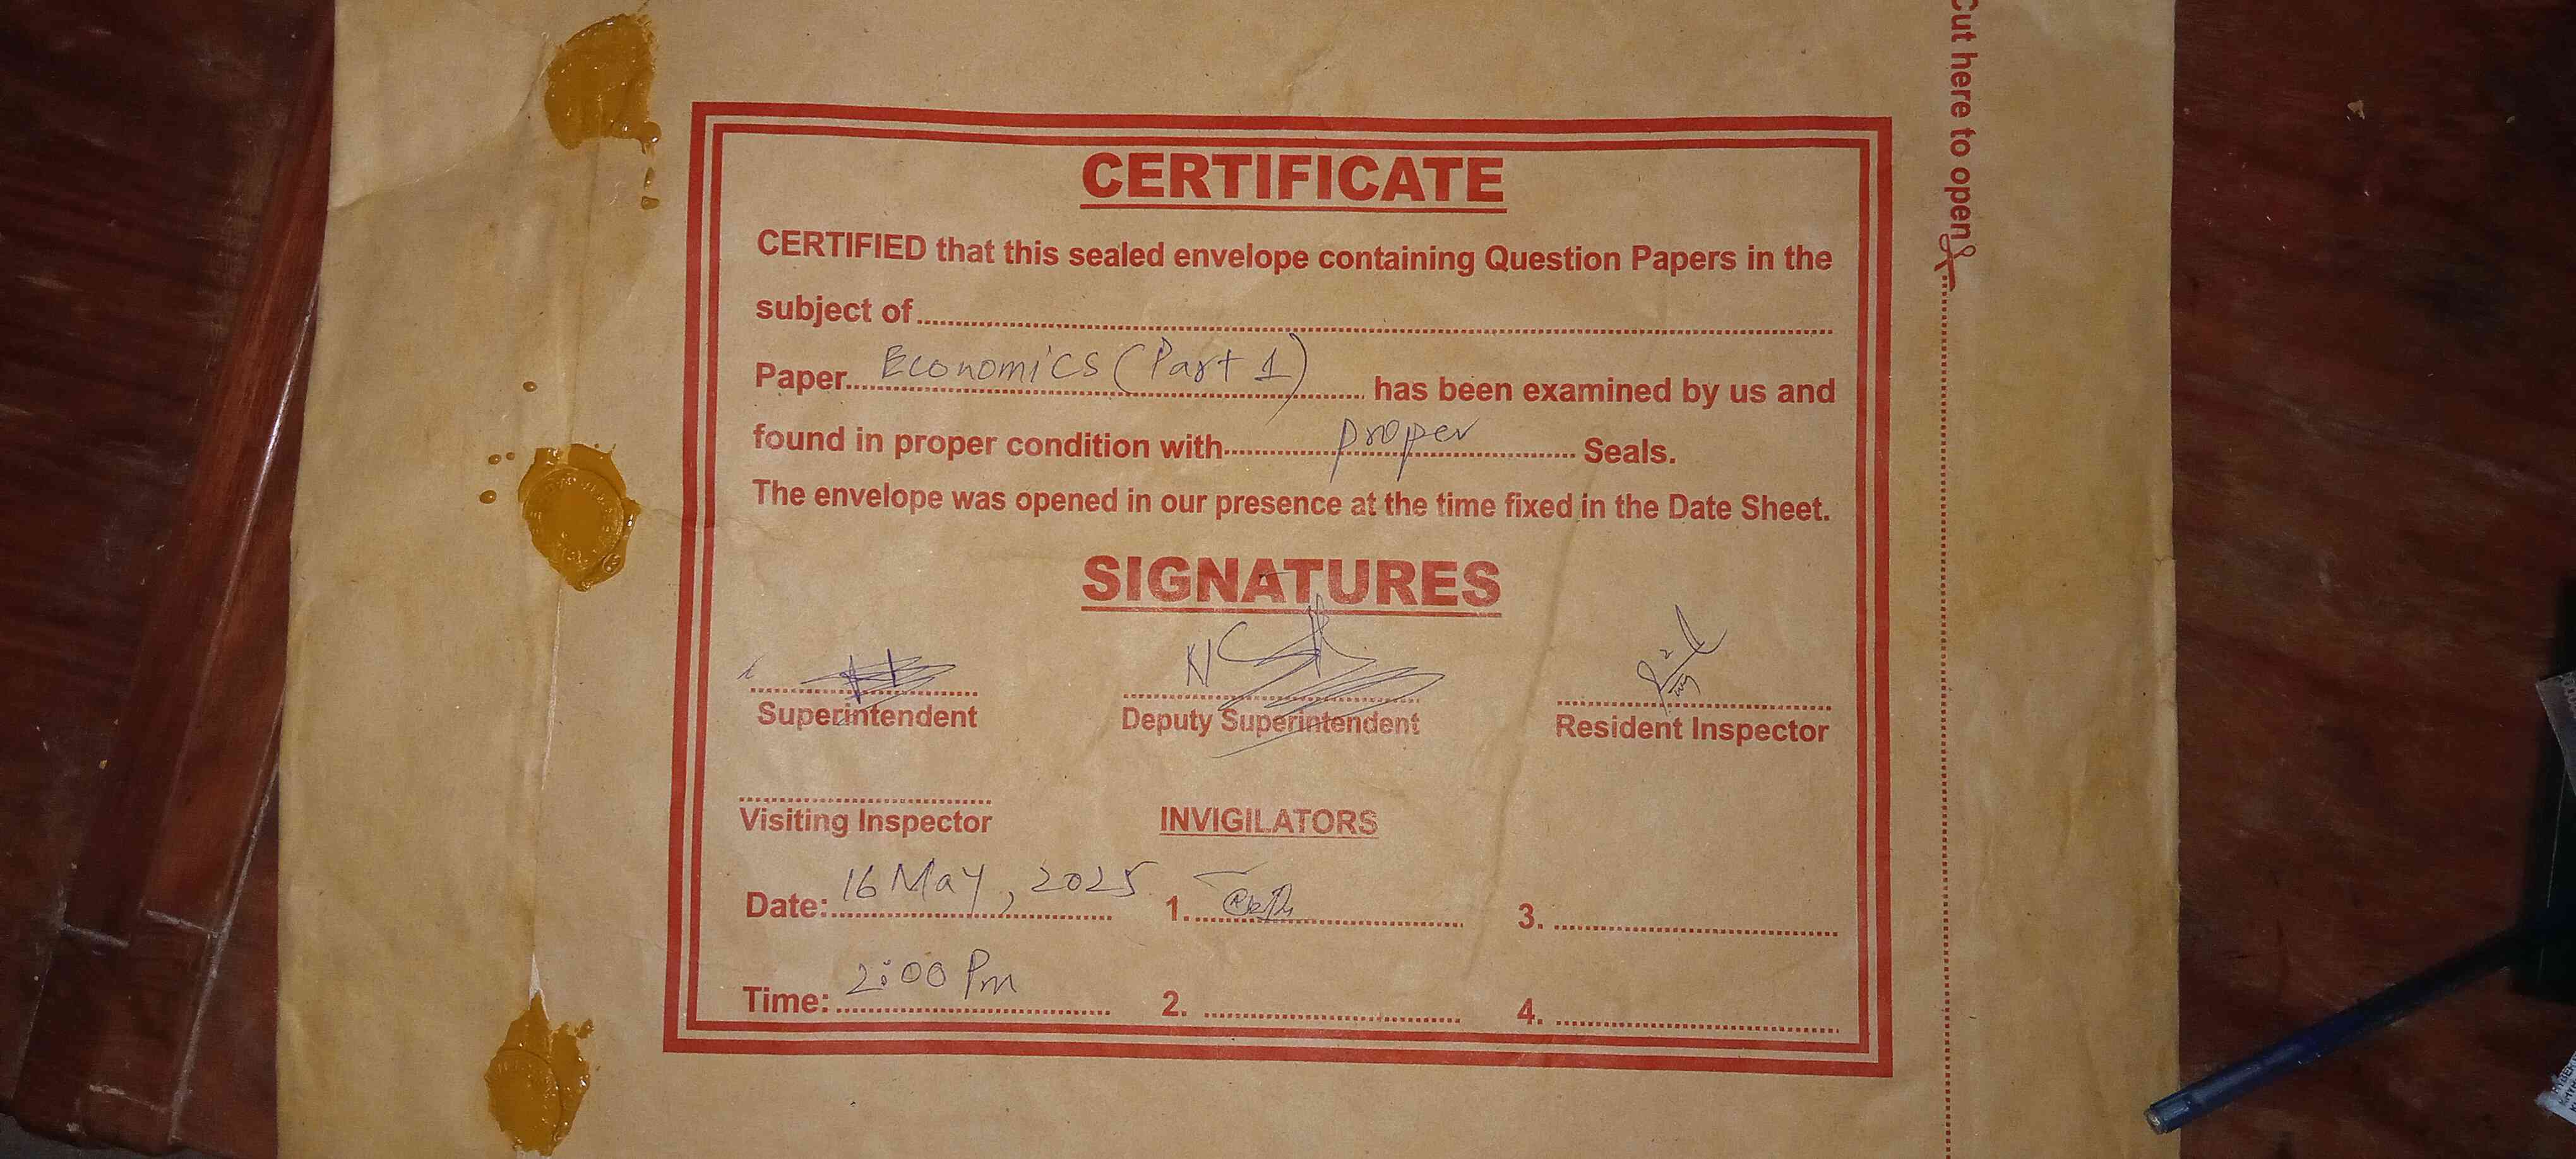 Cut here to open
CERTIFICATE
CERTIFIED that this sealed envelope containing Question Papers in the
subject of
Paper Economics (Part 1) has been examined by us and
found in proper condition with proper Seals.
The envelope was opened in our presence at the time fixed in the Date Sheet.
SIGNATURES
Superintendent Deputy Superintendent Resident Inspector
Visiting Inspector INVIGILATORS
Date: 16 May, 2025 1. 3.
Time: 2:00 Pm 2. 4.